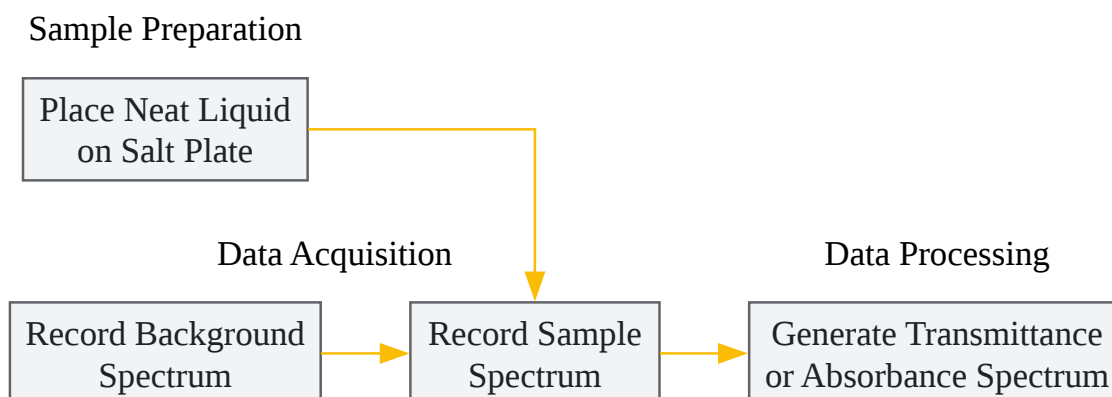 Sample Preparation
Place Neat Liquid
on Salt Plate
Data Acquisition
Data Processing
Record Background
Spectrum
Record Sample
Spectrum
Generate Transmittance
or Absorbance Spectrum